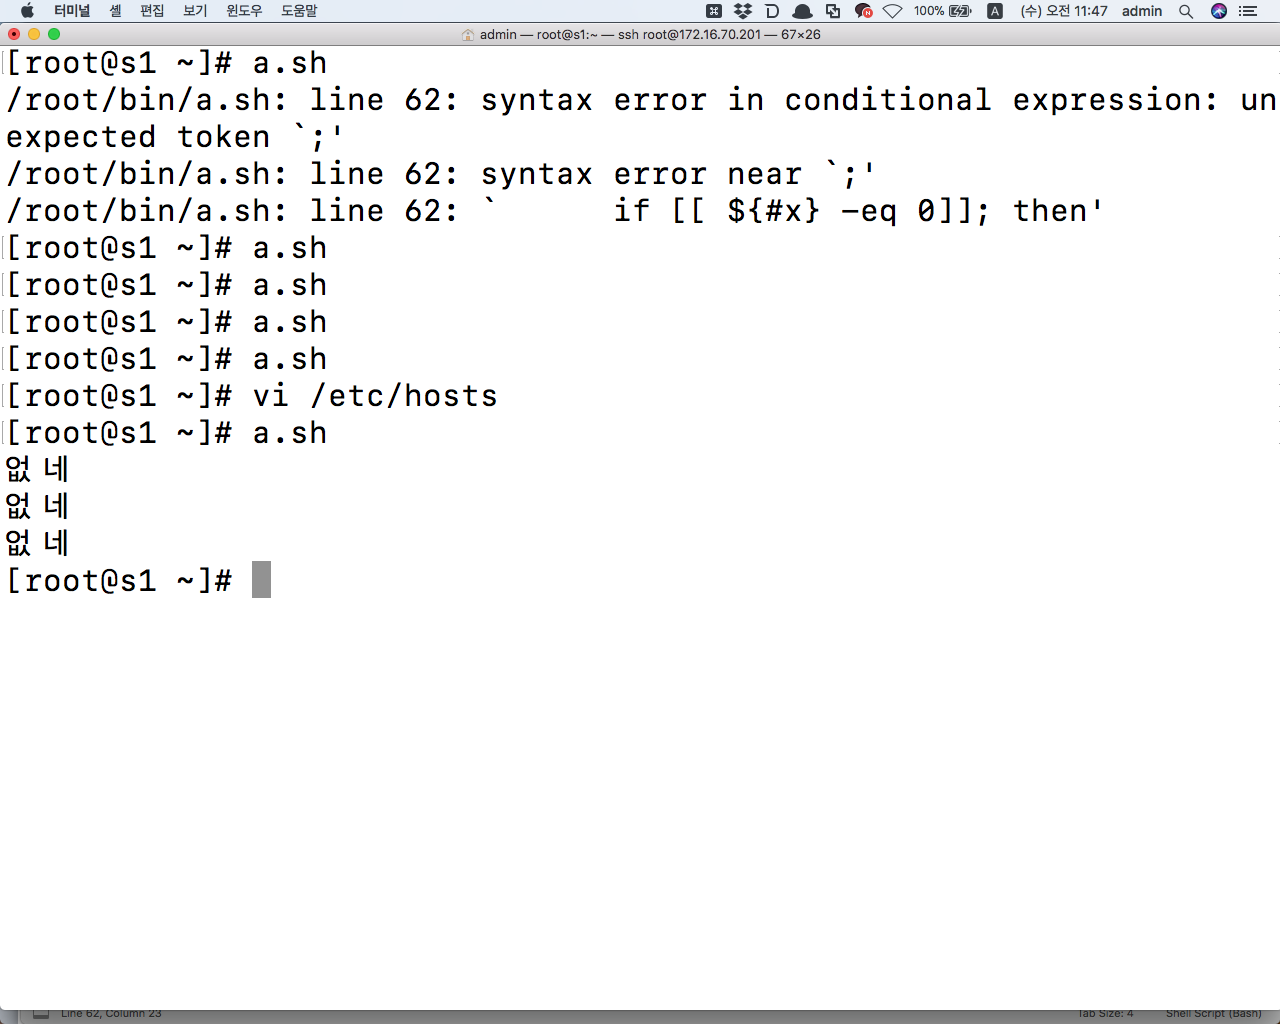 터미널 셸 편집 보기 윈도우 도움말 100% A (수) 오전 11:47 admin
admin — root@s1:~ — ssh root@172.16.70.201 — 67×26
[root@s1 ~]# a.sh
/root/bin/a.sh: line 62: syntax error in conditional expression: un
expected token `;'
/root/bin/a.sh: line 62: syntax error near `;'
/root/bin/a.sh: line 62: `      if [[ ${#x} -eq 0]]; then'
[root@s1 ~]# a.sh
[root@s1 ~]# a.sh
[root@s1 ~]# a.sh
[root@s1 ~]# a.sh
[root@s1 ~]# vi /etc/hosts
[root@s1 ~]# a.sh
없네
없네
없네
[root@s1 ~]#
Line 62, Column 23 Tab Size: 4 Shell Script (Bash)